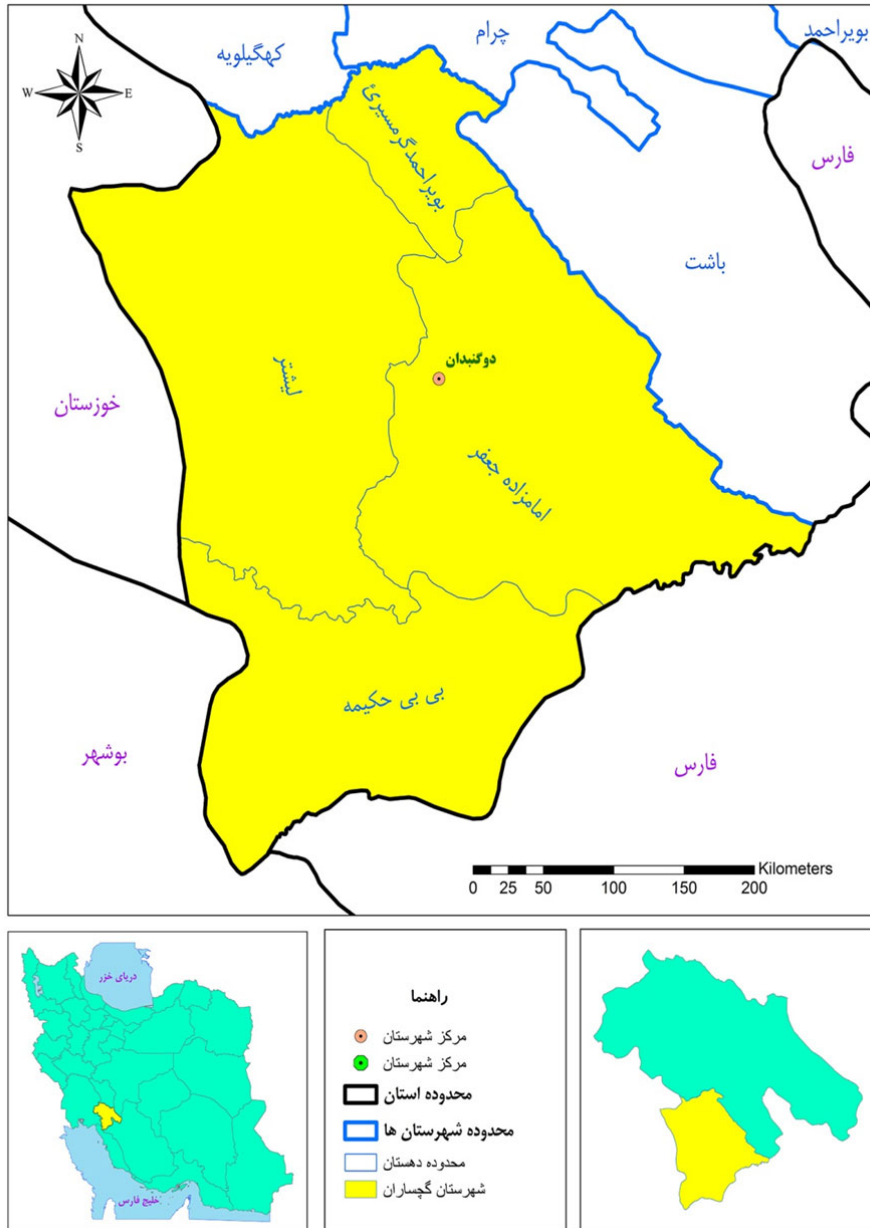 بویراحمد
چرام
کهگیلویه
N
W
E
S
بویراحمدگرمسیریٔ
فارس
باشت
دوگنبدان
لیشتر
خوزستان
امامزاده جعفر
بی بی حکیمه
بوشهر
فارس
Kilometers
0 25 50 100 150 200
دریای خزر
خلیج فارس
راهنما
مرکز شهرستان
مرکز شهرستان
محدوده استان
محدوده شهرستان ها
محدوده دهستان
شهرستان گچساران